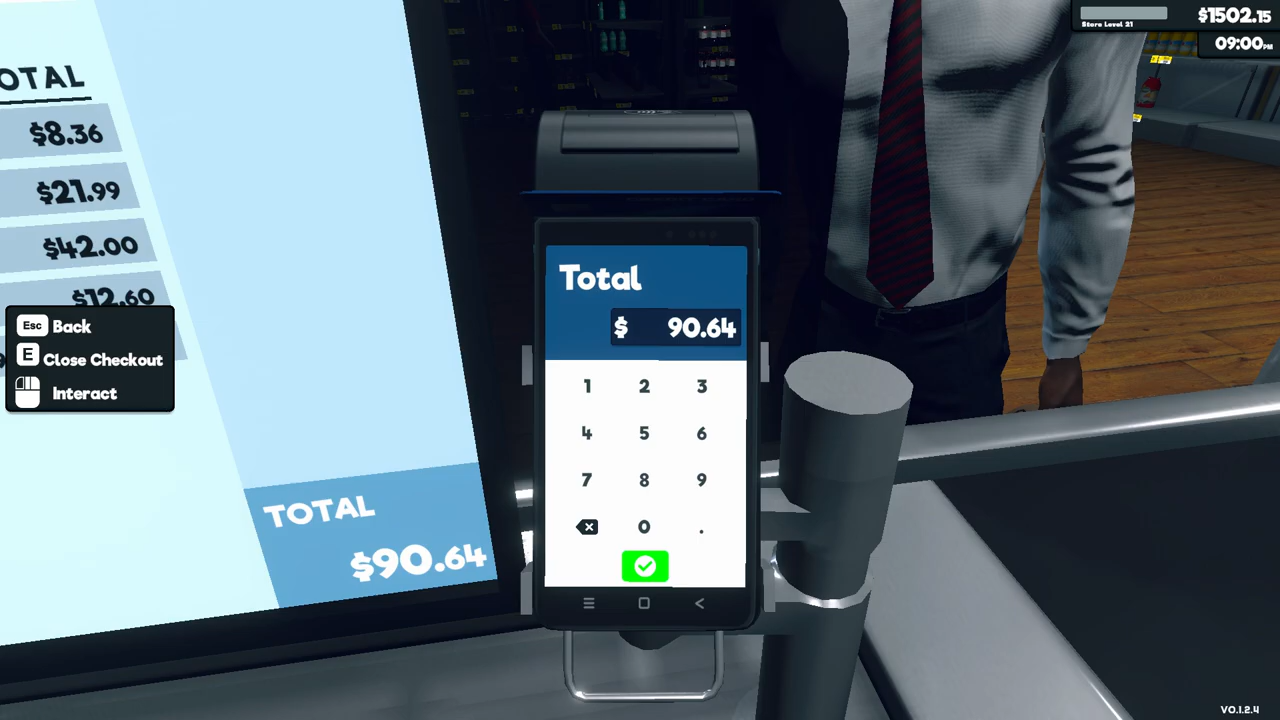 OTAL
$8.36
$21.99
$42.00
$12.60
Esc Back
E Close Checkout
Interact
TOTAL
$90.64
Total
$ 90.64
1 2 3
4 5 6
7 8 9
0 .
$1502.15
Store Level 21
09:00PM
V0.1.2.4